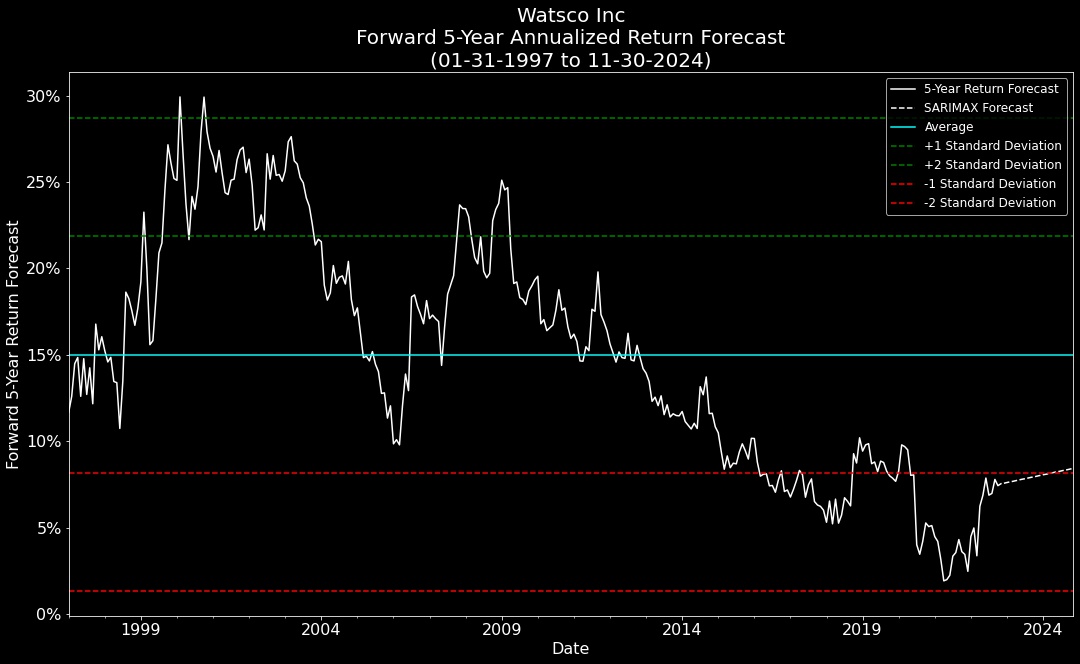 Watsco Inc
Forward 5-Year Annualized Return Forecast
(01-31-1997 to 11-30-2024)
5-Year Return Forecast
SARIMAX Forecast
Average
+1 Standard Deviation
+2 Standard Deviation
-1 Standard Deviation
-2 Standard Deviation
Forward 5-Year Return Forecast
30%
25%
20%
15%
10%
5%
0%
1999 2004 2009 2014 2019 2024
Date